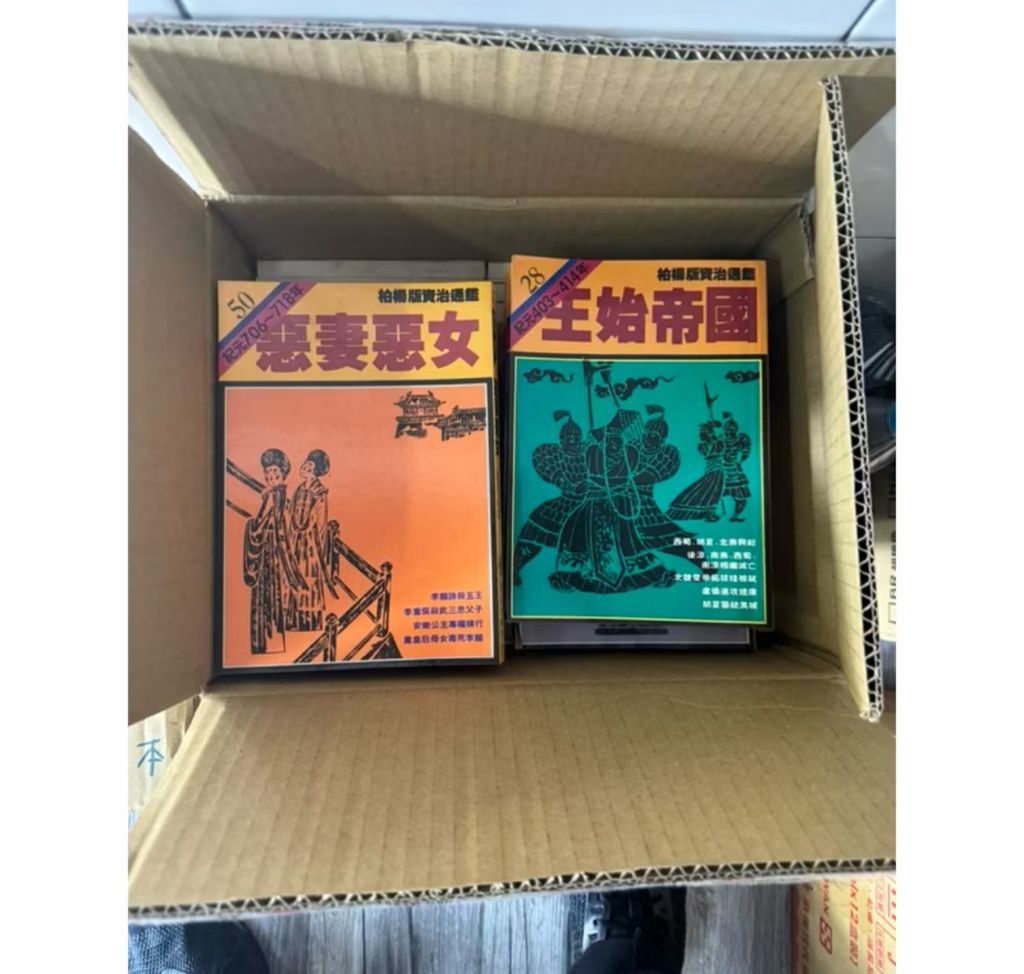 50
柏楊版資治通鑑
紀元706~718年
惡妻惡女
李顯誅殺五王
李重俊殺武三思父子
安樂公主專權橫行
韋皇后母女毒死李顯
28
柏楊版資治通鑑
紀元403~414年
王始帝國
西蜀、胡夏、北燕興起
後涼、南燕、西蜀、
南涼相繼滅亡
北魏皇帝拓拔珪被弒
盧循進攻建康
胡夏築統萬城
本